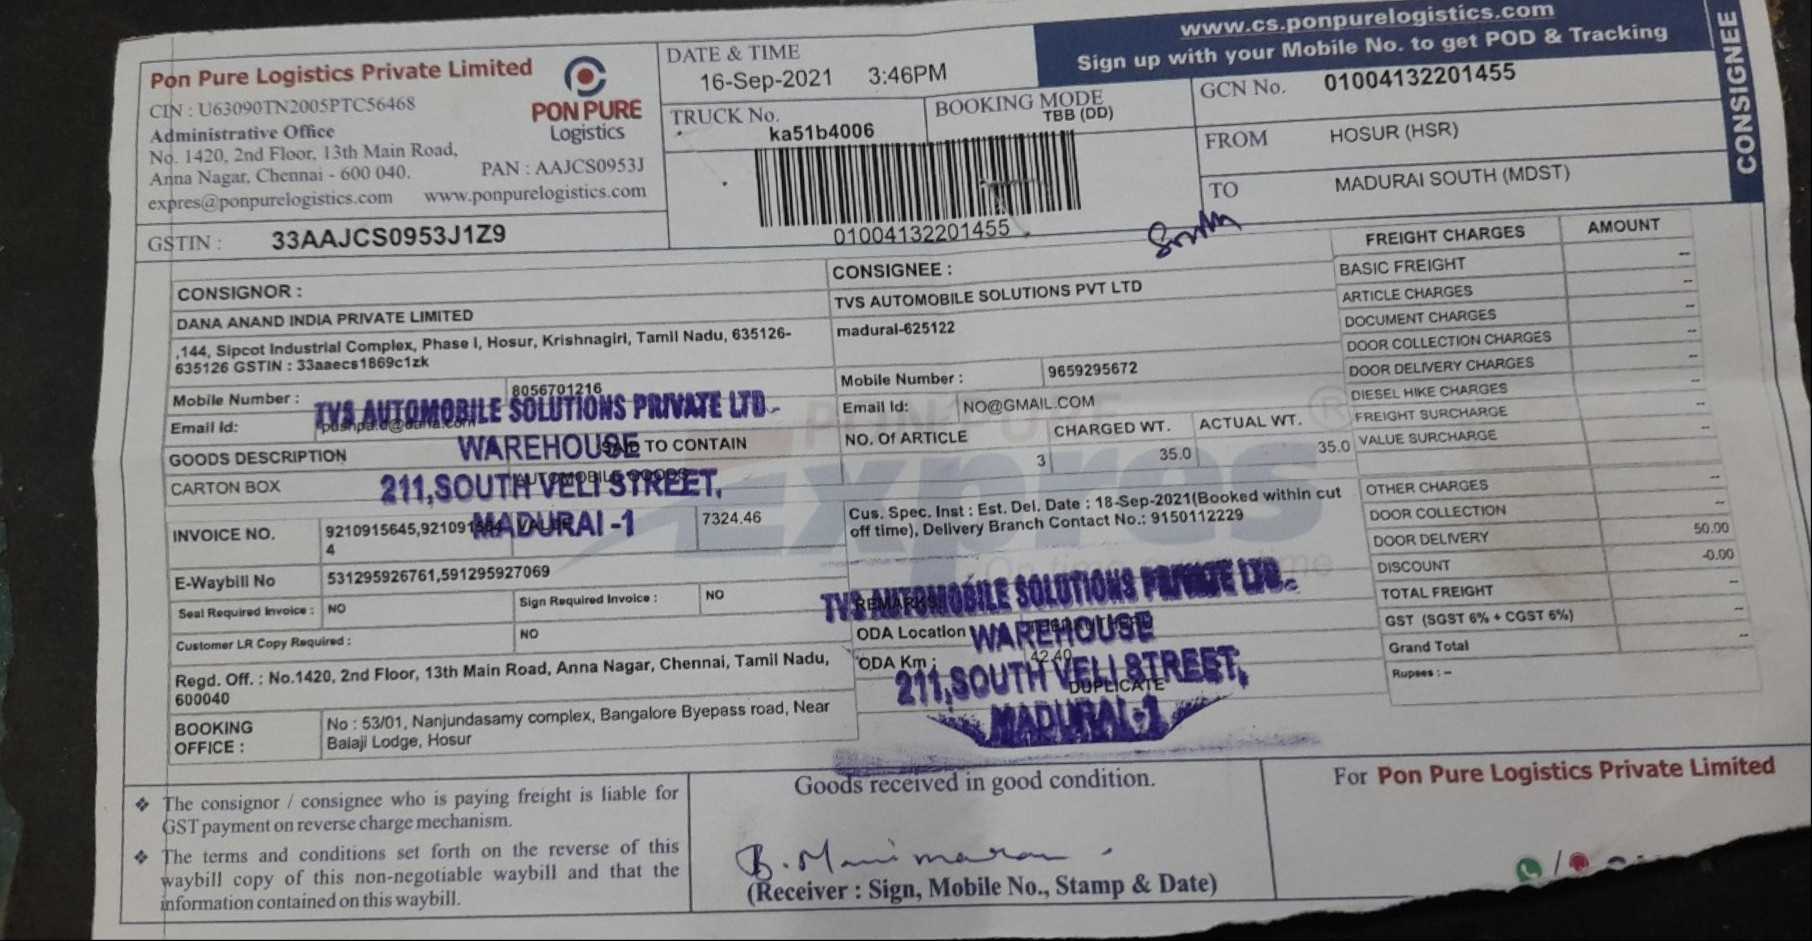 www.cs.ponpurelogistics.com
Sign up with your Mobile No. to get POD & Tracking
CONSIGNEE
Pon Pure Logistics Private Limited
CIN : U63090TN2005PTC56468
Administrative Office
No. 1420, 2nd Floor, 13th Main Road,
Anna Nagar, Chennai - 600 040.
PAN : AAJCS0953J
expres@ponpurelogistics.com www.ponpurelogistics.com
PON PURE
Logistics
GSTIN : 33AAJCS0953J1Z9
DATE & TIME
16-Sep-2021 3:46PM
TRUCK No.
ka51b4006
BOOKING MODE
TBB (DD)
01004132201455
GCN No. 01004132201455
FROM HOSUR (HSR)
TO MADURAI SOUTH (MDST)
CONSIGNOR :
DANA ANAND INDIA PRIVATE LIMITED
,144, Sipcot Industrial Complex, Phase I, Hosur, Krishnagiri, Tamil Nadu, 635126-
635126 GSTIN : 33aaecs1869c1zk
Mobile Number : 8056701216
Email Id:
GOODS DESCRIPTION SAID TO CONTAIN
CARTON BOX AUTOMOBILE GOODS
TVS AUTOMOBILE SOLUTIONS PRIVATE LTD.
WAREHOUSE
211,SOUTH VELI STREET,
MADURAI -1
INVOICE NO. 9210915645,921091564
4
VALUE 7324.46
E-Waybill No 531295926761,591295927069
Seal Required Invoice : NO Sign Required Invoice : NO
Customer LR Copy Required : NO
Regd. Off. : No.1420, 2nd Floor, 13th Main Road, Anna Nagar, Chennai, Tamil Nadu,
600040
BOOKING
OFFICE :
No : 53/01, Nanjundasamy complex, Bangalore Byepass road, Near
Balaji Lodge, Hosur
CONSIGNEE :
TVS AUTOMOBILE SOLUTIONS PVT LTD
madurai-625122
Mobile Number : 9659295672
Email Id: NO@GMAIL.COM
NO. Of ARTICLE CHARGED WT. ACTUAL WT.
3 35.0 35.0
PON PURE
Expres
®
Cus. Spec. Inst : Est. Del. Date : 18-Sep-2021(Booked within cut
off time), Delivery Branch Contact No.: 9150112229
REMARKS
ODA Location
ODA Km : 42.40
DUPLICATE
TVS AUTOMOBILE SOLUTIONS PRIVATE LTD.
WAREHOUSE
211,SOUTH VELI STREET,
MADURAI-1
FREIGHT CHARGES AMOUNT
BASIC FREIGHT --
ARTICLE CHARGES --
DOCUMENT CHARGES --
DOOR COLLECTION CHARGES --
DOOR DELIVERY CHARGES --
DIESEL HIKE CHARGES --
FREIGHT SURCHARGE --
VALUE SURCHARGE --
OTHER CHARGES --
DOOR COLLECTION --
DOOR DELIVERY 50.00
DISCOUNT -0.00
TOTAL FREIGHT --
GST (SGST 6% + CGST 6%) --
Grand Total --
Rupses : --
❖ The consignor / consignee who is paying freight is liable for
GST payment on reverse charge mechanism.
❖ The terms and conditions set forth on the reverse of this
waybill copy of this non-negotiable waybill and that the
information contained on this waybill.
Goods received in good condition.
B. Manimaran
(Receiver : Sign, Mobile No., Stamp & Date)
For Pon Pure Logistics Private Limited